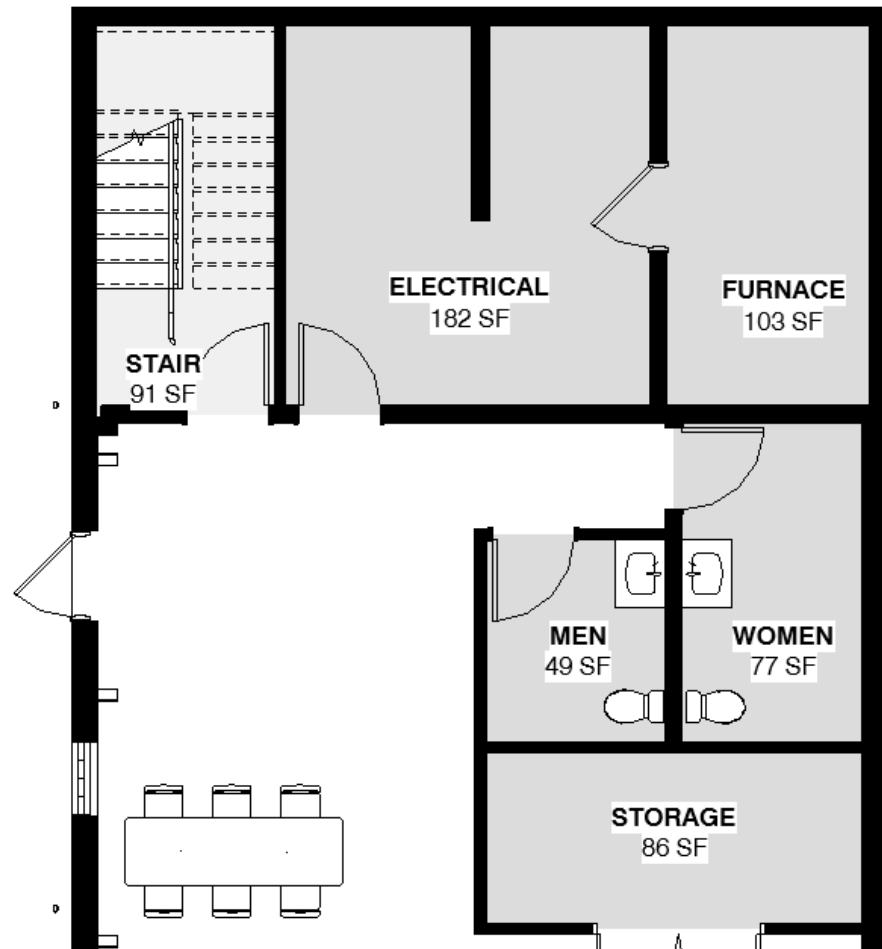 ELECTRICAL
182 SF
FURNACE
103 SF
STAIR
91 SF
MEN
49 SF
WOMEN
77 SF
STORAGE
86 SF